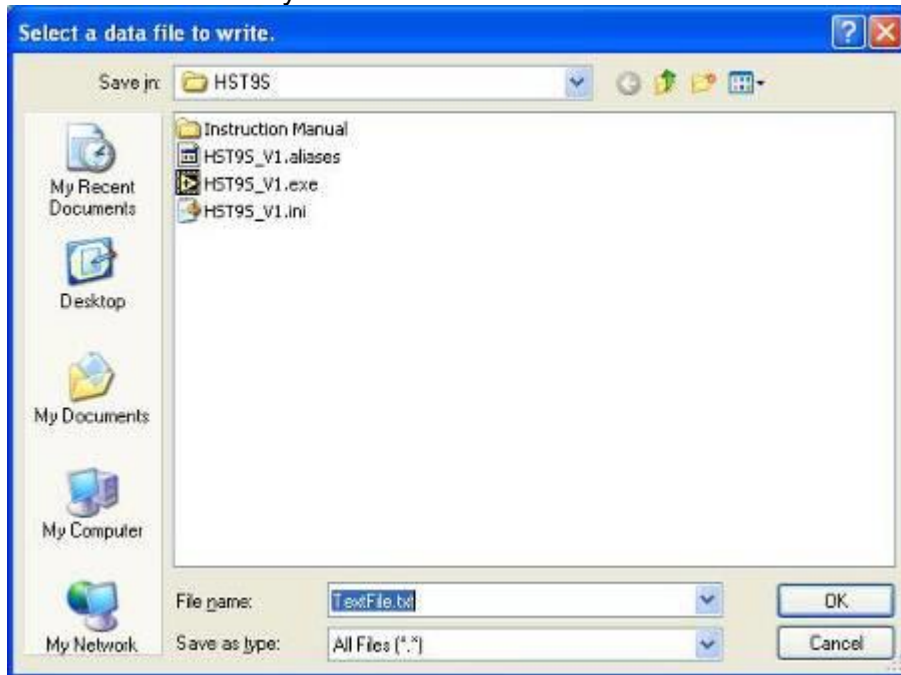 Select a data file to write.
Save in: HST9S
Instruction Manual
HST9S_V1.aliases
HST9S_V1.exe
HST9S_V1.ini
My Recent
Documents
Desktop
My Documents
My Computer
My Network
File name: TextFile.txt
OK
Save as type: All Files (*.*)
Cancel